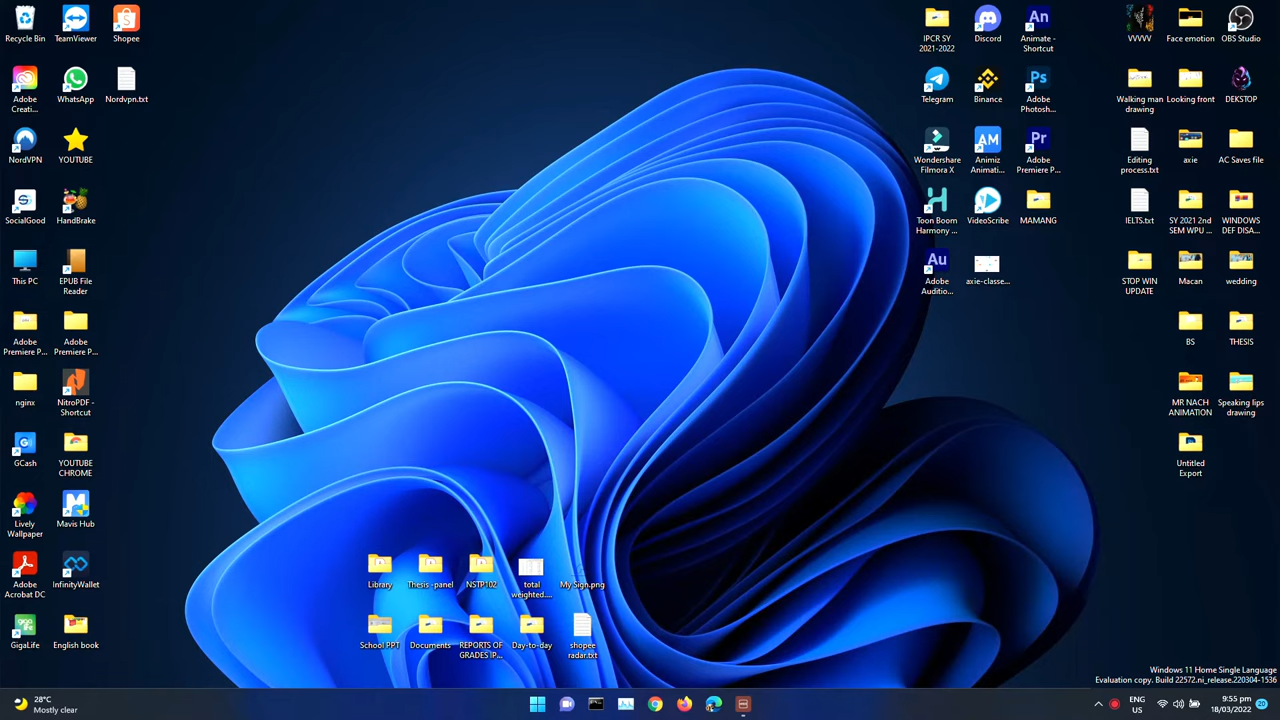 Recycle Bin
TeamViewer
Shopee
Adobe
Creati...
WhatsApp
Nordvpn.txt
NordVPN
YOUTUBE
SocialGood
HandBrake
This PC
EPUB File
Reader
Adobe
Premiere P...
Adobe
Premiere P...
nginx
NitroPDF -
Shortcut
GCash
YOUTUBE
CHROME
Lively
Wallpaper
Mavis Hub
Adobe
Acrobat DC
InfinityWallet
GigaLife
English book
Library
Thesis -panel
NSTP102
total
weighted....
My Sign.png
School PPT
Documents
REPORTS OF
GRADES IP...
Day-to-day
shopee
radar.txt
IPCR SY
2021-2022
Discord
An
Animate -
Shortcut
Telegram
Binance
Ps
Adobe
Photosh...
Wondershare
Filmora X
AM
Animiz
Animati...
Pr
Adobe
Premiere P...
Toon Boom
Harmony ...
VideoScribe
MAMANG
Au
Adobe
Auditio...
axie-classe...
VVVVV
Face emotion
OBS Studio
Walking man
drawing
Looking front
DEKSTOP
Editing
process.txt
axie
AC Saves file
IELTS.txt
SY 2021 2nd
SEM WPU ...
WINDOWS
DEF DISA...
STOP WIN
UPDATE
Macan
wedding
BS
THESIS
MR NACH
ANIMATION
Speaking lips
drawing
Untitled
Export
Windows 11 Home Single Language
Evaluation copy. Build 22572.ni_release.220304-1536
28°C
Mostly clear
ENG
US
9:55 pm
18/03/2022
20